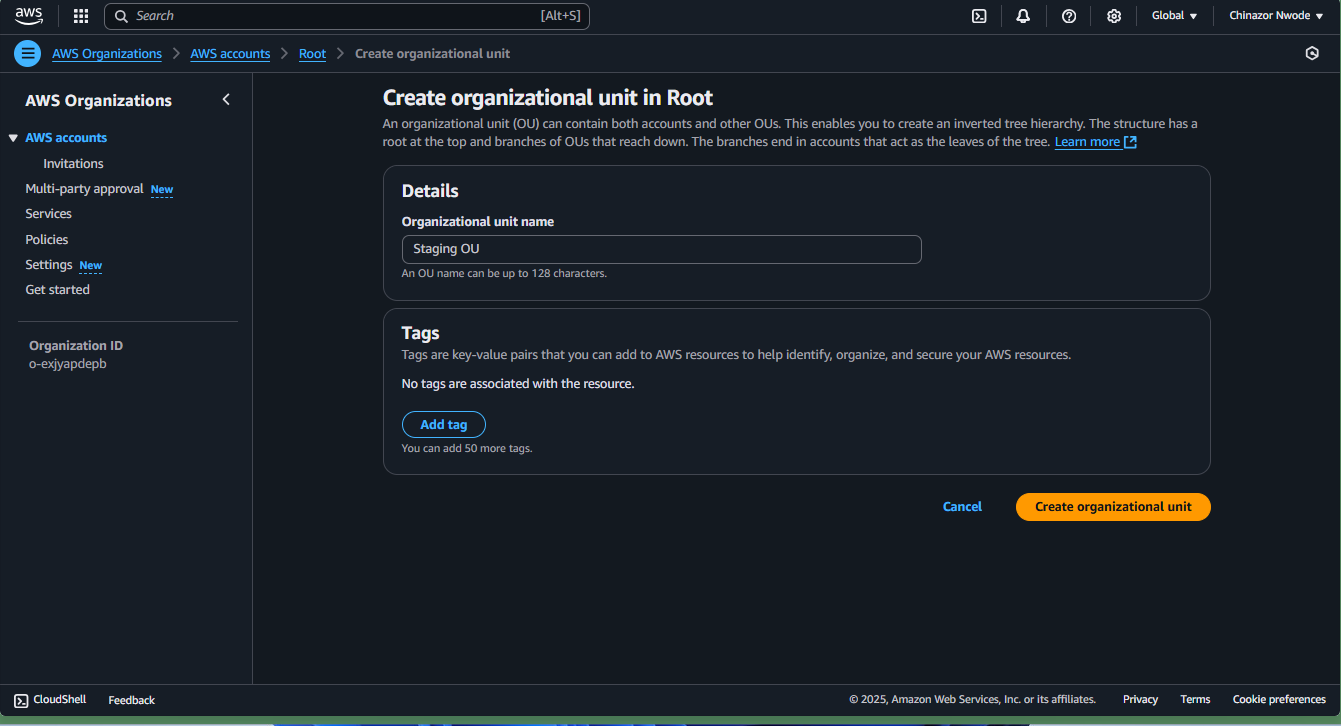 aws
Search
[Alt+S]
Global
Chinazor Nwode
AWS Organizations
AWS accounts
Root
Create organizational unit
AWS Organizations
AWS accounts
Invitations
Multi-party approval New
Services
Policies
Settings New
Get started
Organization ID
o-exjyapdepb
Create organizational unit in Root
An organizational unit (OU) can contain both accounts and other OUs. This enables you to create an inverted tree hierarchy. The structure has a
root at the top and branches of OUs that reach down. The branches end in accounts that act as the leaves of the tree. Learn more
Details
Organizational unit name
Staging OU
An OU name can be up to 128 characters.
Tags
Tags are key-value pairs that you can add to AWS resources to help identify, organize, and secure your AWS resources.
No tags are associated with the resource.
Add tag
You can add 50 more tags.
Cancel
Create organizational unit
CloudShell
Feedback
© 2025, Amazon Web Services, Inc. or its affiliates.
Privacy
Terms
Cookie preferences